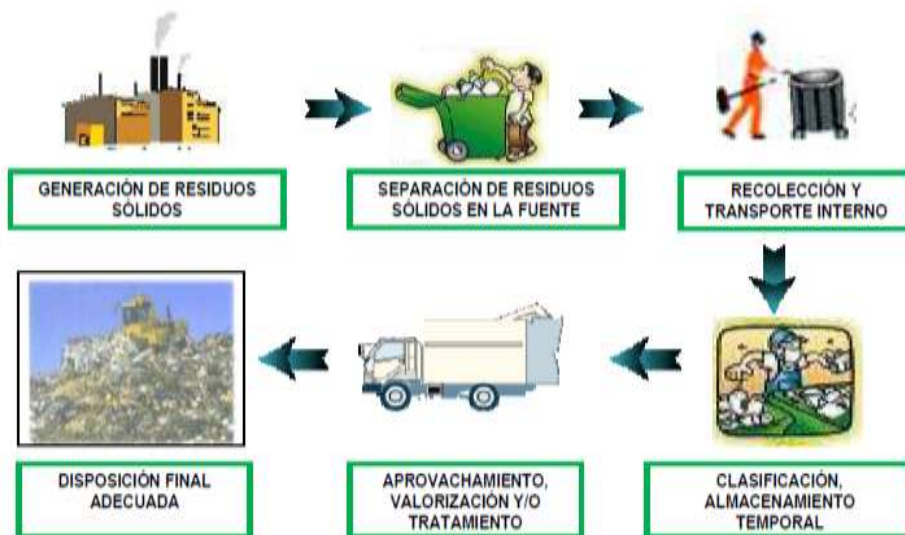 GENERACIÓN DE RESIDUOS
SÓLIDOS
SEPARACIÓN DE RESIDUOS
SÓLIDOS EN LA FUENTE
RECOLECCIÓN Y
TRANSPORTE INTERNO
DISPOSICIÓN FINAL
ADECUADA
APROVACHAMIENTO,
VALORIZACIÓN Y/O
TRATAMIENTO
CLASIFICACIÓN,
ALMACENAMIENTO
TEMPORAL